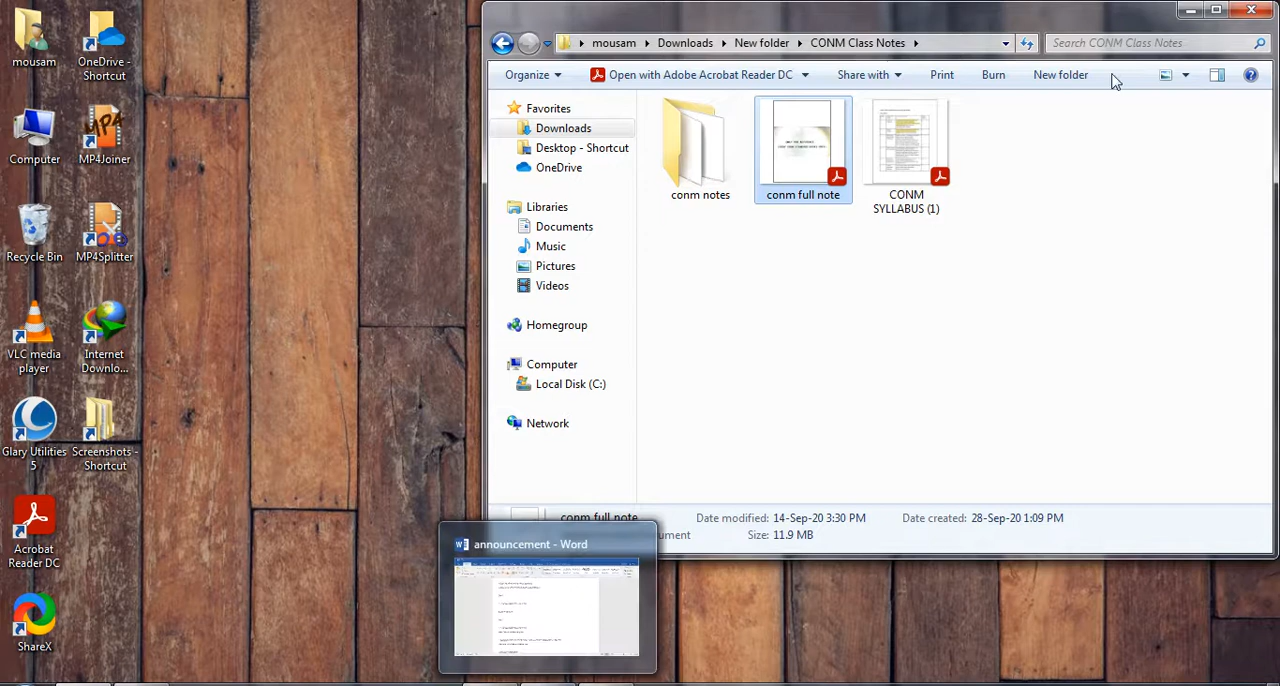 mousam
OneDrive -
Shortcut
Computer
MP4Joiner
Recycle Bin
MP4Splitter
VLC media
player
Internet
Downlo...
Glary Utilities
5
Screenshots -
Shortcut
Acrobat
Reader DC
ShareX
mousam
Downloads
New folder
CONM Class Notes
Search CONM Class Notes
Organize
Open with Adobe Acrobat Reader DC
Share with
Print
Burn
New folder
Favorites
Downloads
Desktop - Shortcut
OneDrive
Libraries
Documents
Music
Pictures
Videos
Homegroup
Computer
Local Disk (C:)
Network
conm notes
conm full note
CONM
SYLLABUS (1)
conm full note
Date modified: 14-Sep-20 3:30 PM
Date created: 28-Sep-20 1:09 PM
Size: 11.9 MB
announcement - Word